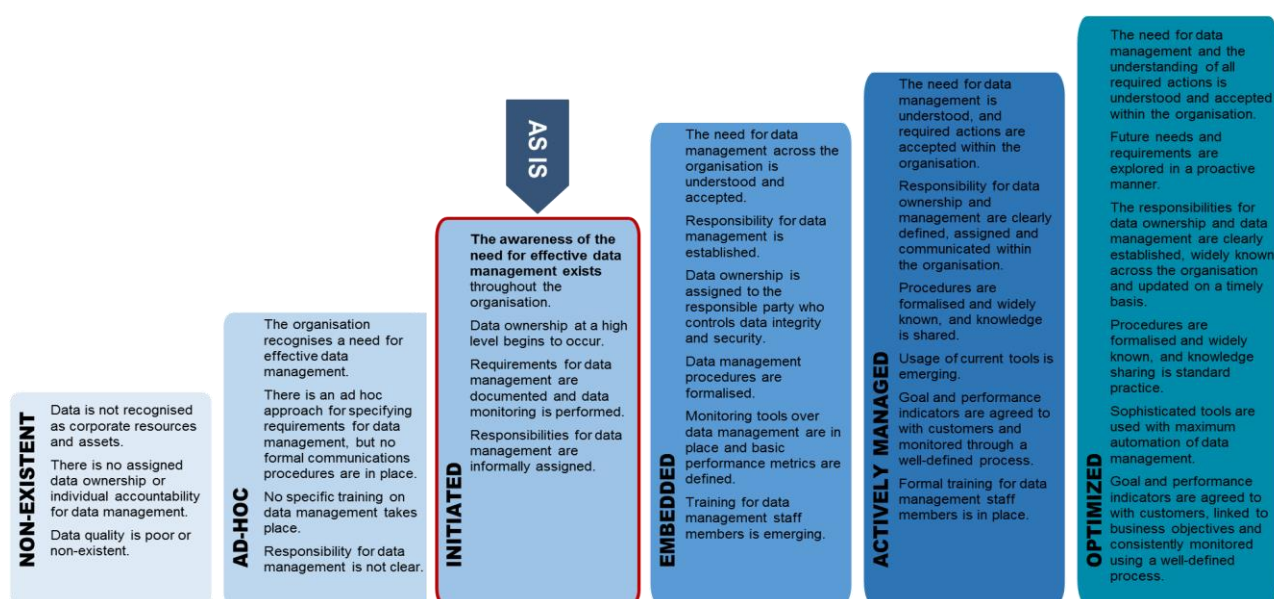 NON-EXISTENT
Data is not recognised
as corporate resources
and assets.
There is no assigned
data ownership or
individual accountability
for data management.
Data quality is poor or
non-existent.
AD-HOC
The organisation
recognises a need for
effective data
management.
There is an ad hoc
approach for specifying
requirements for data
management, but no
formal communications
procedures are in place.
No specific training on
data management takes
place.
Responsibility for data
management is not clear.
AS IS
INITIATED
The awareness of the
need for effective data
management exists
throughout the
organisation.
Data ownership at a high
level begins to occur.
Requirements for data
management are
documented and data
monitoring is performed.
Responsibilities for data
management are
informally assigned.
EMBEDDED
The need for data
management across the
organisation is
understood and
accepted.
Responsibility for data
management is
established.
Data ownership is
assigned to the
responsible party who
controls data integrity
and security.
Data management
procedures are
formalised.
Monitoring tools over
data management are in
place and basic
performance metrics are
defined.
Training for data
management staff
members is emerging.
ACTIVELY MANAGED
The need for data
management is
understood, and
required actions are
accepted within the
organisation.
Responsibility for data
ownership and
management are clearly
defined, assigned and
communicated within
the organisation.
Procedures are
formalised and widely
known, and knowledge
is shared.
Usage of current tools is
emerging.
Goal and performance
indicators are agreed to
with customers and
monitored through a
well-defined process.
Formal training for data
management staff
members is in place.
OPTIMIZED
The need for data
management and the
understanding of all
required actions is
understood and accepted
within the organisation.
Future needs and
requirements are
explored in a proactive
manner.
The responsibilities for
data ownership and data
management are clearly
established, widely known
across the organisation
and updated on a timely
basis.
Procedures are
formalised and widely
known, and knowledge
sharing is standard
practice.
Sophisticated tools are
used with maximum
automation of data
management.
Goal and performance
indicators are agreed to
with customers, linked to
business objectives and
consistently monitored
using a well-defined
process.